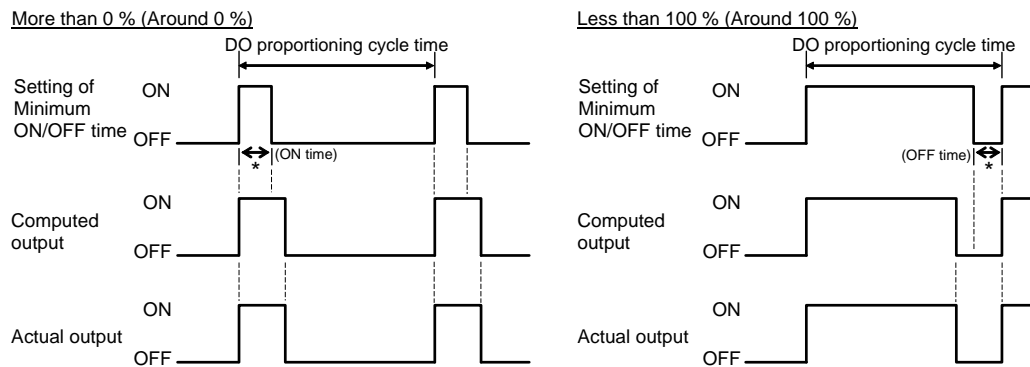 More than 0 % (Around 0 %)
DO proportioning cycle time
Setting of
Minimum
ON/OFF time
ON
OFF
(ON time)
*
Computed
output
ON
OFF
Actual output
ON
OFF
Less than 100 % (Around 100 %)
DO proportioning cycle time
Setting of
Minimum
ON/OFF time
ON
OFF
(OFF time)
*
Computed
output
ON
OFF
Actual output
ON
OFF